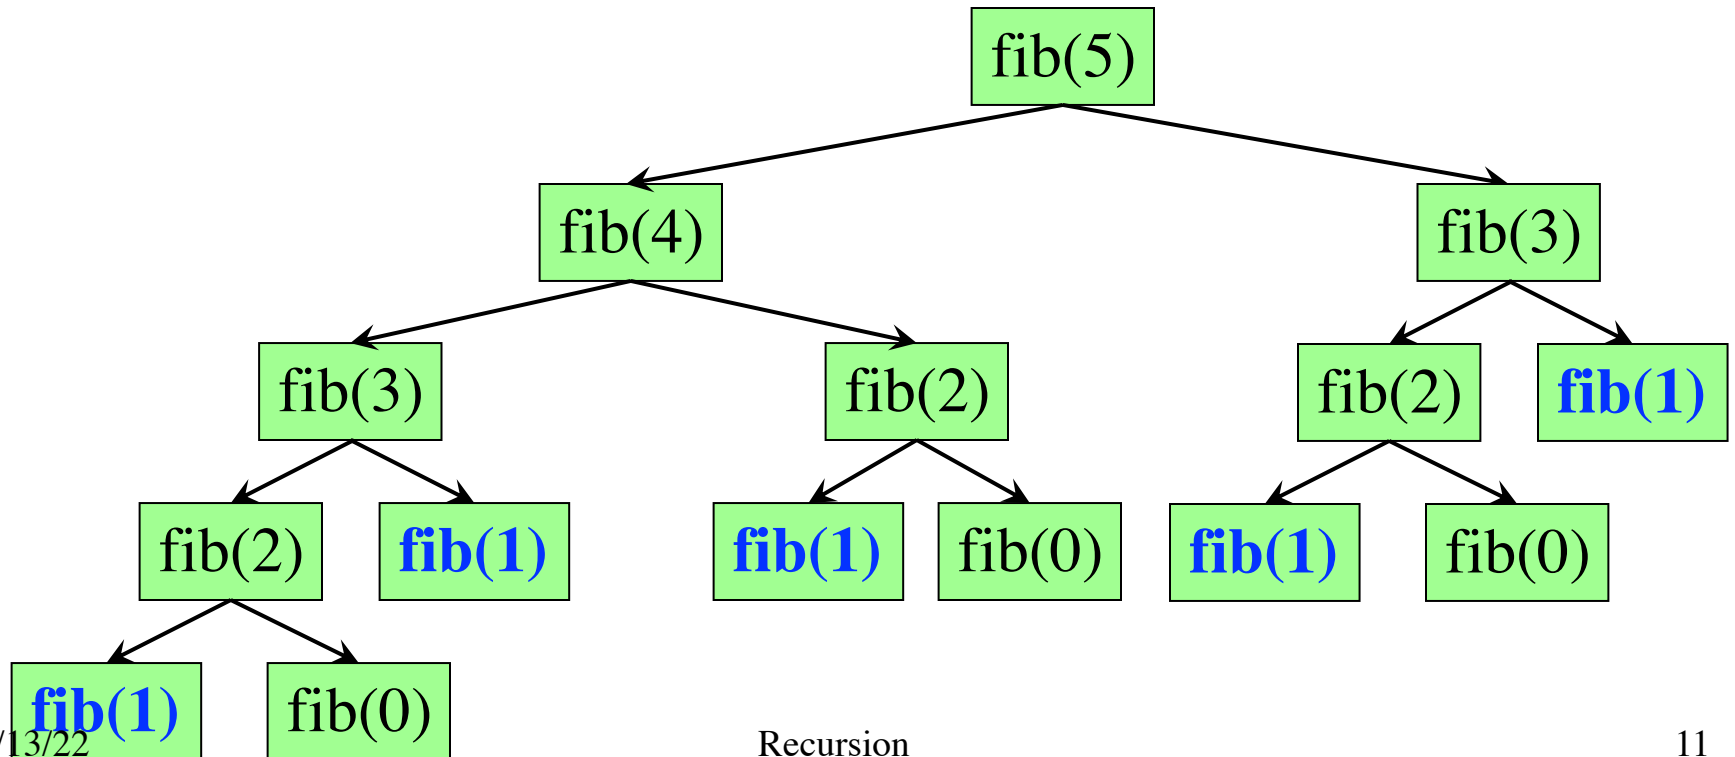 fib(5)
fib(4) fib(3)
fib(3) fib(2) fib(2) fib(1)
fib(2) fib(1) fib(1) fib(0) fib(1) fib(0)
fib(1) fib(0)
/13/22 Recursion 11